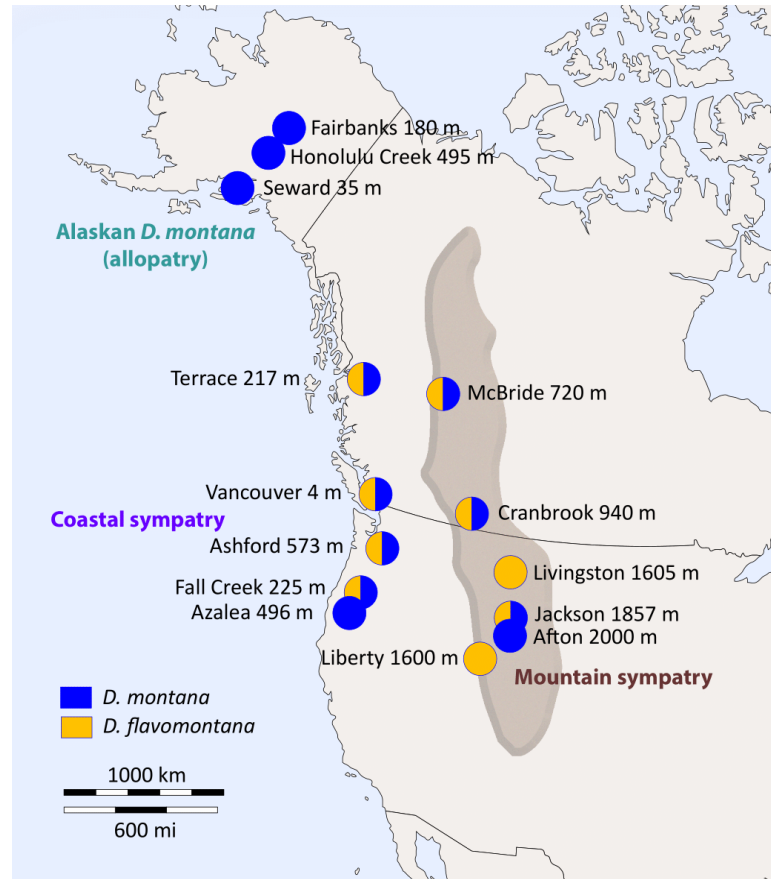 Fairbanks 180 m
Honolulu Creek 495 m
Seward 35 m
Alaskan D. montana
(allopatry)
Terrace 217 m
McBride 720 m
Vancouver 4 m
Cranbrook 940 m
Coastal sympatry
Ashford 573 m
Livingston 1605 m
Fall Creek 225 m
Azalea 496 m
Jackson 1857 m
Afton 2000 m
Liberty 1600 m
Mountain sympatry
D. montana
D. flavomontana
1000 km
600 mi